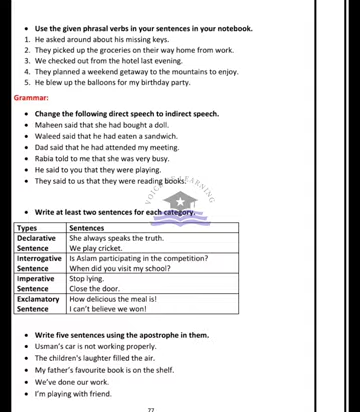 • Use the given phrasal verbs in your sentences in your notebook.
1. He asked around about his missing keys.
2. They picked up the groceries on their way home from work.
3. We checked out from the hotel last evening.
4. They planned a weekend getaway to the mountains to enjoy.
5. He blew up the balloons for my birthday party.
Grammar:
• Change the following direct speech to indirect speech.
• Maheen said that she had bought a doll.
• Waleed said that he had eaten a sandwich.
• Dad said that he had attended my meeting.
• Rabia told to me that she was very busy.
• He said to you that they were playing.
• They said to us that they were reading books.
VOICE OF LEARNING
• Write at least two sentences for each category.
Types Sentences
Declarative She always speaks the truth.
Sentence We play cricket.
Interrogative Is Aslam participating in the competition?
Sentence When did you visit my school?
Imperative Stop lying.
Sentence Close the door.
Exclamatory How delicious the meal is!
Sentence I can't believe we won!
• Write five sentences using the apostrophe in them.
• Usman's car is not working properly.
• The children's laughter filled the air.
• My father's favourite book is on the shelf.
• We've done our work.
• I'm playing with friend.
77